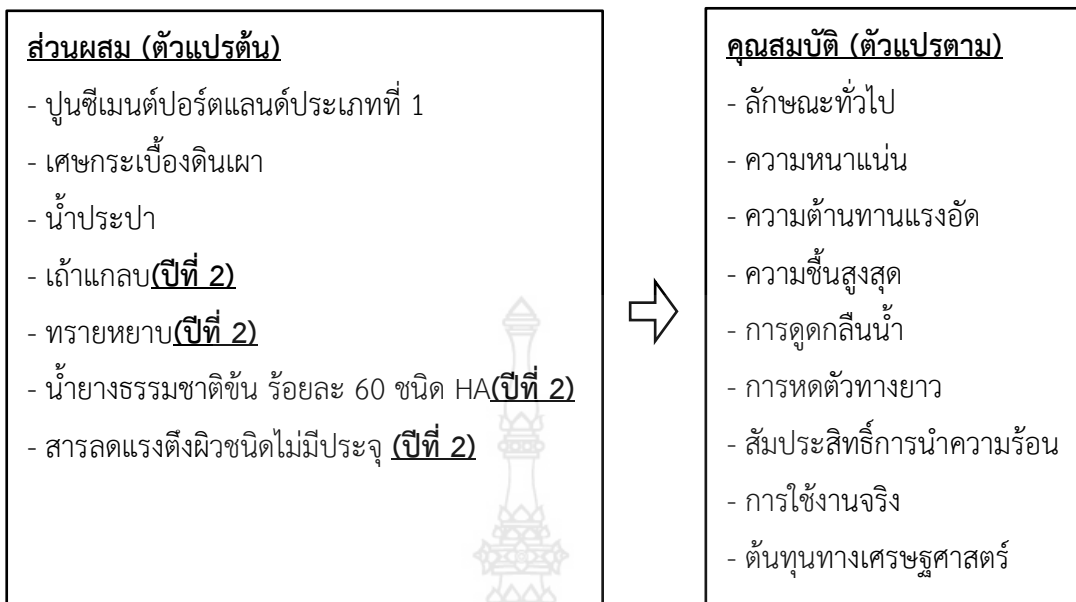 ส่วนผสม (ตัวแปรต้น)
- ปูนซีเมนต์ปอร์ตแลนด์ประเภทที่ 1
- เศษกระเบื้องดินเผา
- น้ำประปา
- เถ้าแกลบ(ปีที่ 2)
- ทรายหยาบ(ปีที่ 2)
- น้ำยางธรรมชาติข้น ร้อยละ 60 ชนิด HA(ปีที่ 2)
- สารลดแรงตึงผิวชนิดไม่มีประจุ (ปีที่ 2)
คุณสมบัติ (ตัวแปรตาม)
- ลักษณะทั่วไป
- ความหนาแน่น
- ความต้านทานแรงอัด
- ความชื้นสูงสุด
- การดูดกลืนน้ำ
- การหดตัวทางยาว
- สัมประสิทธิ์การนำความร้อน
- การใช้งานจริง
- ต้นทุนทางเศรษฐศาสตร์